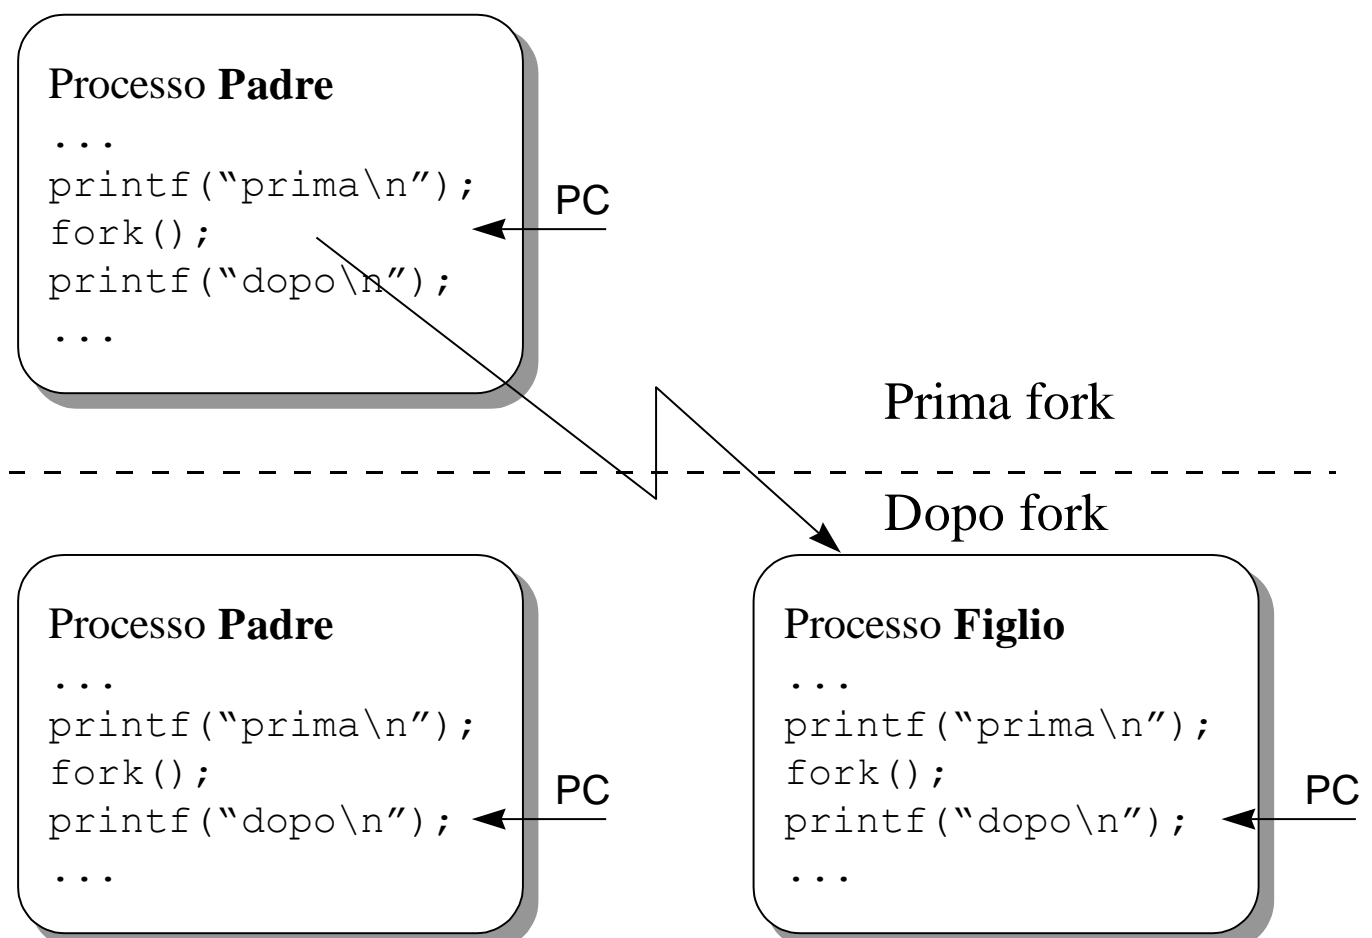 Processo Padre
...
printf(“prima\n”);
PC
fork();
printf(“dopo\n”);
...
Prima fork
Dopo fork
Processo Padre
...
printf(“prima\n”);
fork();
PC
printf(“dopo\n”);
...
Processo Figlio
...
printf(“prima\n”);
fork();
PC
printf(“dopo\n”);
...